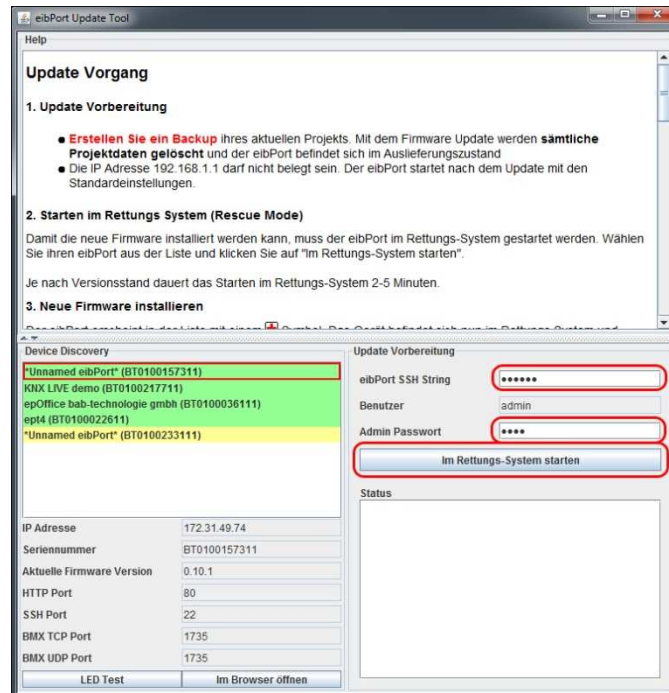 eibPort Update Tool
Help
Update Vorgang
1. Update Vorbereitung
Erstellen Sie ein Backup ihres aktuellen Projekts. Mit dem Firmware Update werden sämtliche
Projektdaten gelöscht und der eibPort befindet sich im Auslieferungszustand
Die IP Adresse 192.168.1.1 darf nicht belegt sein. Der eibPort startet nach dem Update mit den
Standardeinstellungen.
2. Starten im Rettungs System (Rescue Mode)
Damit die neue Firmware installiert werden kann, muss der eibPort im Rettungs-System gestartet werden. Wählen
Sie ihren eibPort aus der Liste und klicken Sie auf "Im Rettungs-System starten".
Je nach Versionsstand dauert das Starten im Rettungs-System 2-5 Minuten.
3. Neue Firmware installieren
Device Discovery
*Unnamed eibPort* (BT0100157311)
KNX LIVE demo (BT0100217711)
epOffice bab-technologie gmbh (BT0100036111)
ept4 (BT0100022611)
*Unnamed eibPort* (BT0100233111)
IP Adresse 172.31.49.74
Seriennummer BT0100157311
Aktuelle Firmware Version 0.10.1
HTTP Port 80
SSH Port 22
BMX TCP Port 1735
BMX UDP Port 1735
LED Test Im Browser öffnen
Update Vorbereitung
eibPort SSH String ••••••
Benutzer admin
Admin Passwort ••••
Im Rettungs-System starten
Status